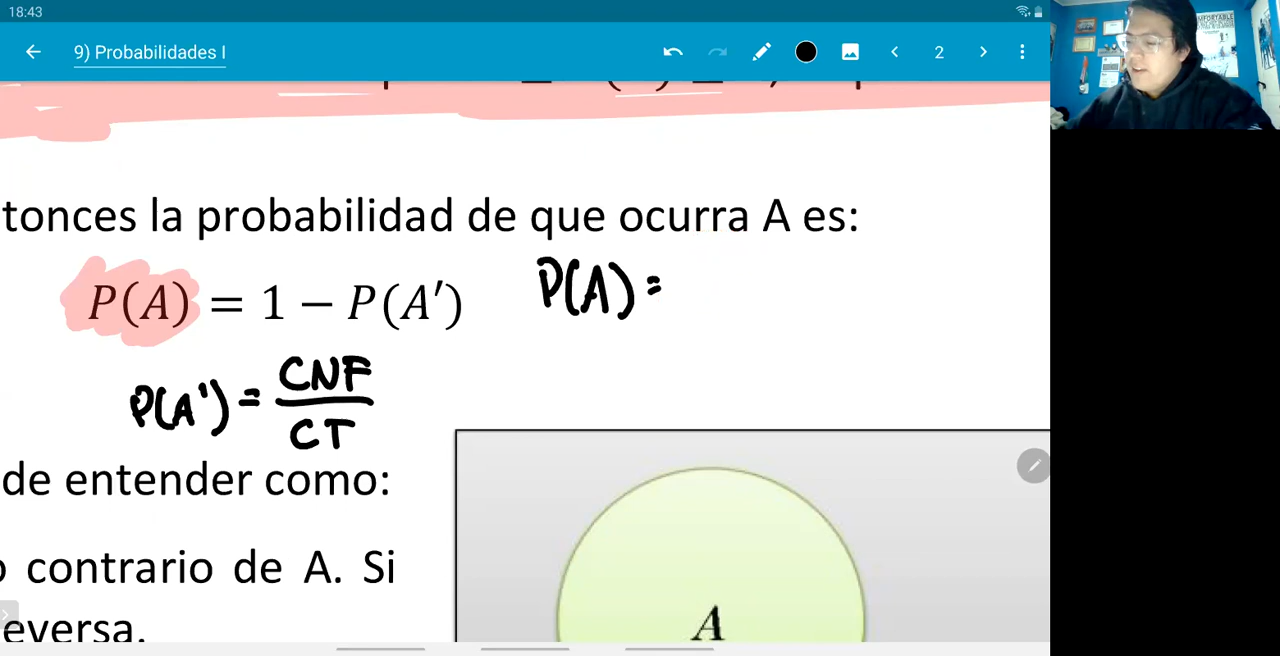 18:43
9) Probabilidades I
2
tonces la probabilidad de que ocurra A es:
P(A) = 1 − P(A′)
P(A) =
P(A') = CNF
CT
de entender como:
o contrario de A. Si
eversa.
A